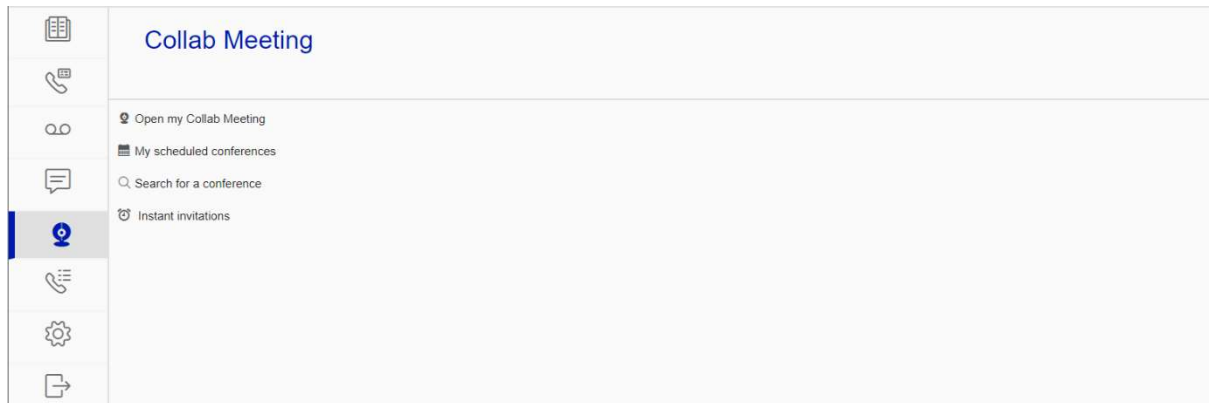 Collab Meeting
Open my Collab Meeting
My scheduled conferences
Search for a conference
Instant invitations